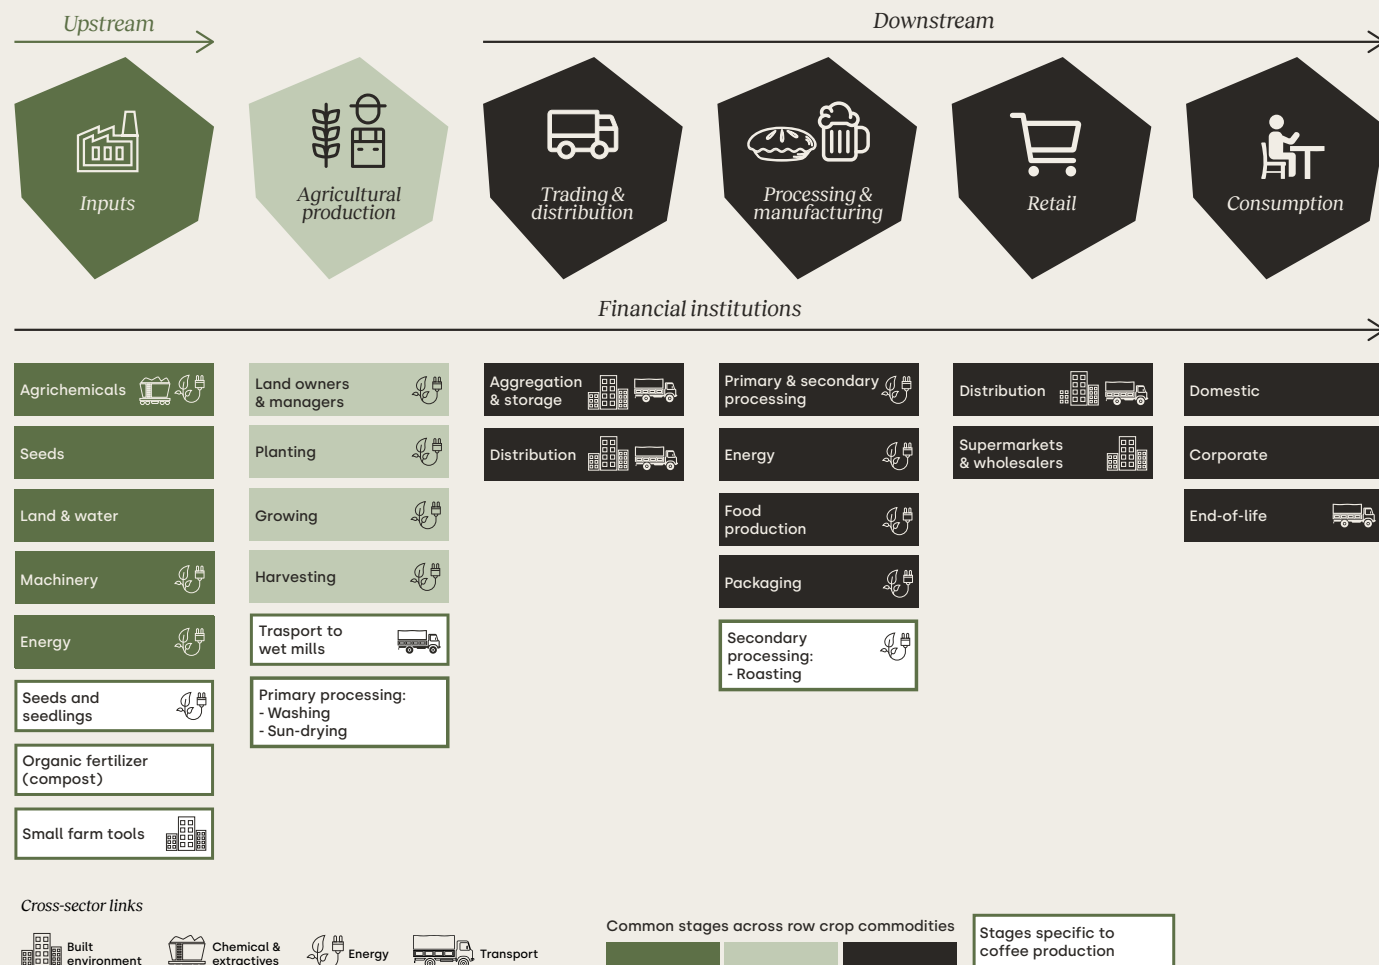 Upstream
Downstream
Inputs
Agricultural
production
Trading &
distribution
Processing &
manufacturing
Retail
Consumption
Financial institutions
Agrichemicals
Seeds
Land & water
Machinery
Energy
Seeds and
seedlings
Organic fertilizer
(compost)
Small farm tools
Land owners
& managers
Planting
Growing
Harvesting
Trasport to
wet mills
Primary processing:
- Washing
- Sun-drying
Aggregation
& storage
Distribution
Primary & secondary
processing
Energy
Food
production
Packaging
Secondary
processing:
- Roasting
Distribution
Supermarkets
& wholesalers
Domestic
Corporate
End-of-life
Cross-sector links
Built
environment
Chemical &
extractives
Energy
Transport
Common stages across row crop commodities
Stages specific to
coffee production